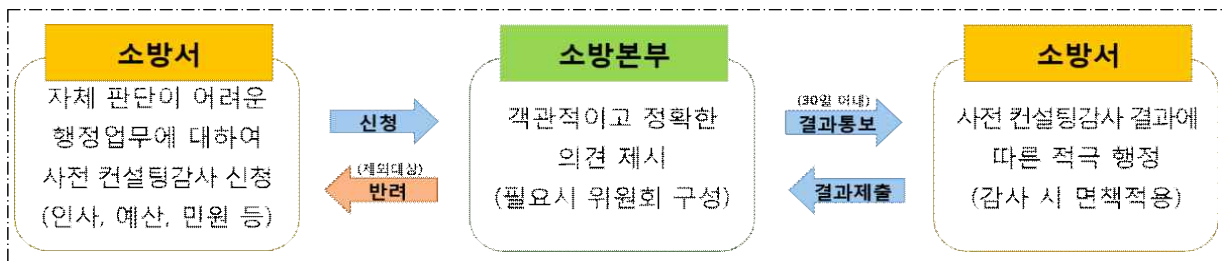 소방서
자체 판단이 어려운
행정업무에 대하여
사전 컨설팅감사 신청
(인사, 예산, 민원 등)
신청
(제외대상)
반려
소방본부
객관적이고 정확한
의견 제시
(필요시 위원회 구성)
(30일 이내)
결과통보
결과제출
소방서
사전 컨설팅감사 결과에
따른 적극 행정
(감사 시 면책적용)